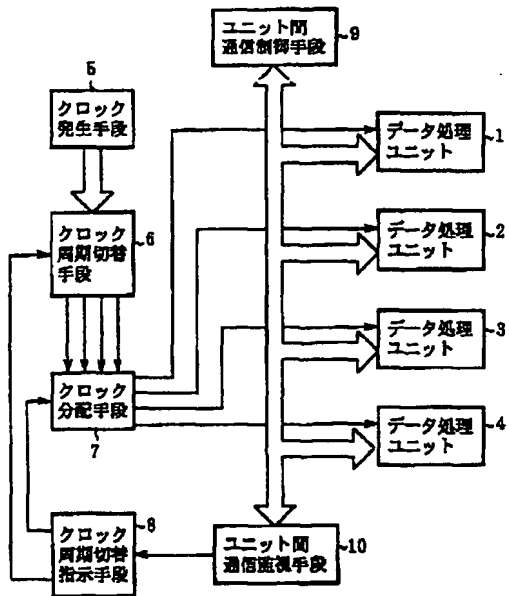 ユニット間
通信制御手段
9
5
クロック
発生手段
データ処理
ユニット
1
クロック
周期切替
手段
6
データ処理
ユニット
2
データ処理
ユニット
3
クロック
分配手段
7
データ処理
ユニット
4
クロック
周期切替
指示手段
8
ユニット間
通信監視手段
10